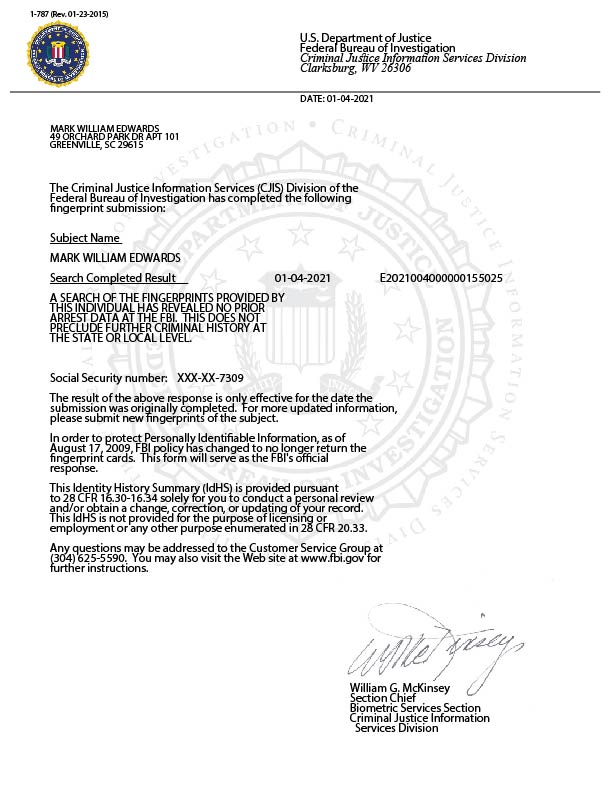 1-787 (Rev. 01-23-2015)
U.S. Department of Justice
Federal Bureau of Investigation
Criminal Justice Information Services Division
Clarksburg, WV 26306
DATE: 01-04-2021
MARK WILLIAM EDWARDS
49 ORCHARD PARK DR APT 101
GREENVILLE, SC 29615
The Criminal Justice Information Services (CJIS) Division of the
Federal Bureau of Investigation has completed the following
fingerprint submission:
Subject Name
MARK WILLIAM EDWARDS
Search Completed Result 01-04-2021 E2021004000000155025
A SEARCH OF THE FINGERPRINTS PROVIDED BY
THIS INDIVIDUAL HAS REVEALED NO PRIOR
ARREST DATA AT THE FBI. THIS DOES NOT
PRECLUDE FURTHER CRIMINAL HISTORY AT
THE STATE OR LOCAL LEVEL.
Social Security number: XXX-XX-7309
The result of the above response is only effective for the date the
submission was originally completed. For more updated information,
please submit new fingerprints of the subject.
In order to protect Personally Identifiable Information, as of
August 17, 2009, FBI policy has changed to no longer return the
fingerprint cards. This form will serve as the FBI's official
response.
This Identity History Summary (IdHS) is provided pursuant
to 28 CFR 16.30-16.34 solely for you to conduct a personal review
and/or obtain a change, correction, or updating of your record.
This IdHS is not provided for the purpose of licensing or
employment or any other purpose enumerated in 28 CFR 20.33.
Any questions may be addressed to the Customer Service Group at
(304) 625-5590. You may also visit the Web site at www.fbi.gov for
further instructions.
William G. McKinsey
Section Chief
Biometric Services Section
Criminal Justice Information
Services Division